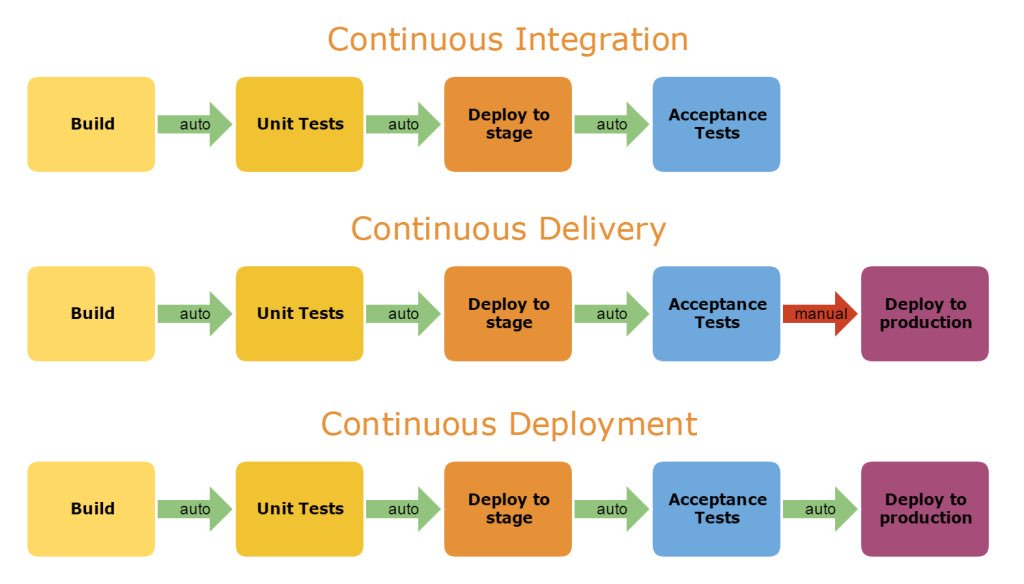 Continuous Integration
Build
auto
Unit Tests
auto
Deploy to
stage
auto
Acceptance
Tests
Continuous Delivery
Build
auto
Unit Tests
auto
Deploy to
stage
auto
Acceptance
Tests
manual
Deploy to
production
Continuous Deployment
Build
auto
Unit Tests
auto
Deploy to
stage
auto
Acceptance
Tests
auto
Deploy to
production